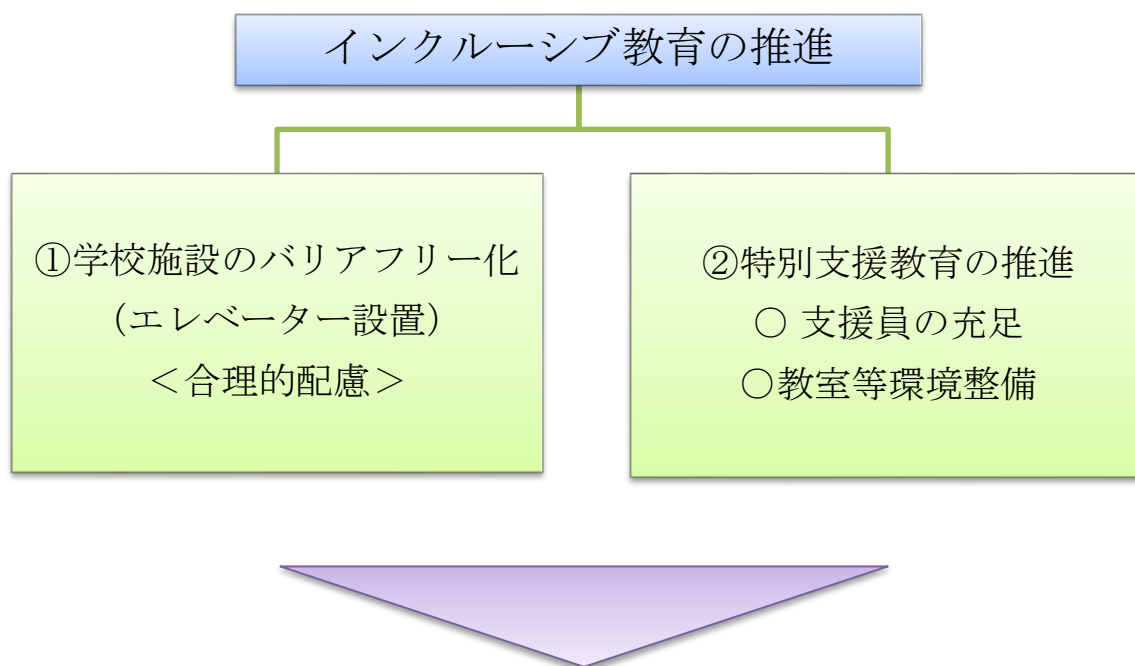 インクルーシブ教育の推進
①学校施設のバリアフリー化
（エレベーター設置）
＜合理的配慮＞
②特別支援教育の推進
○ 支援員の充足
○教室等環境整備